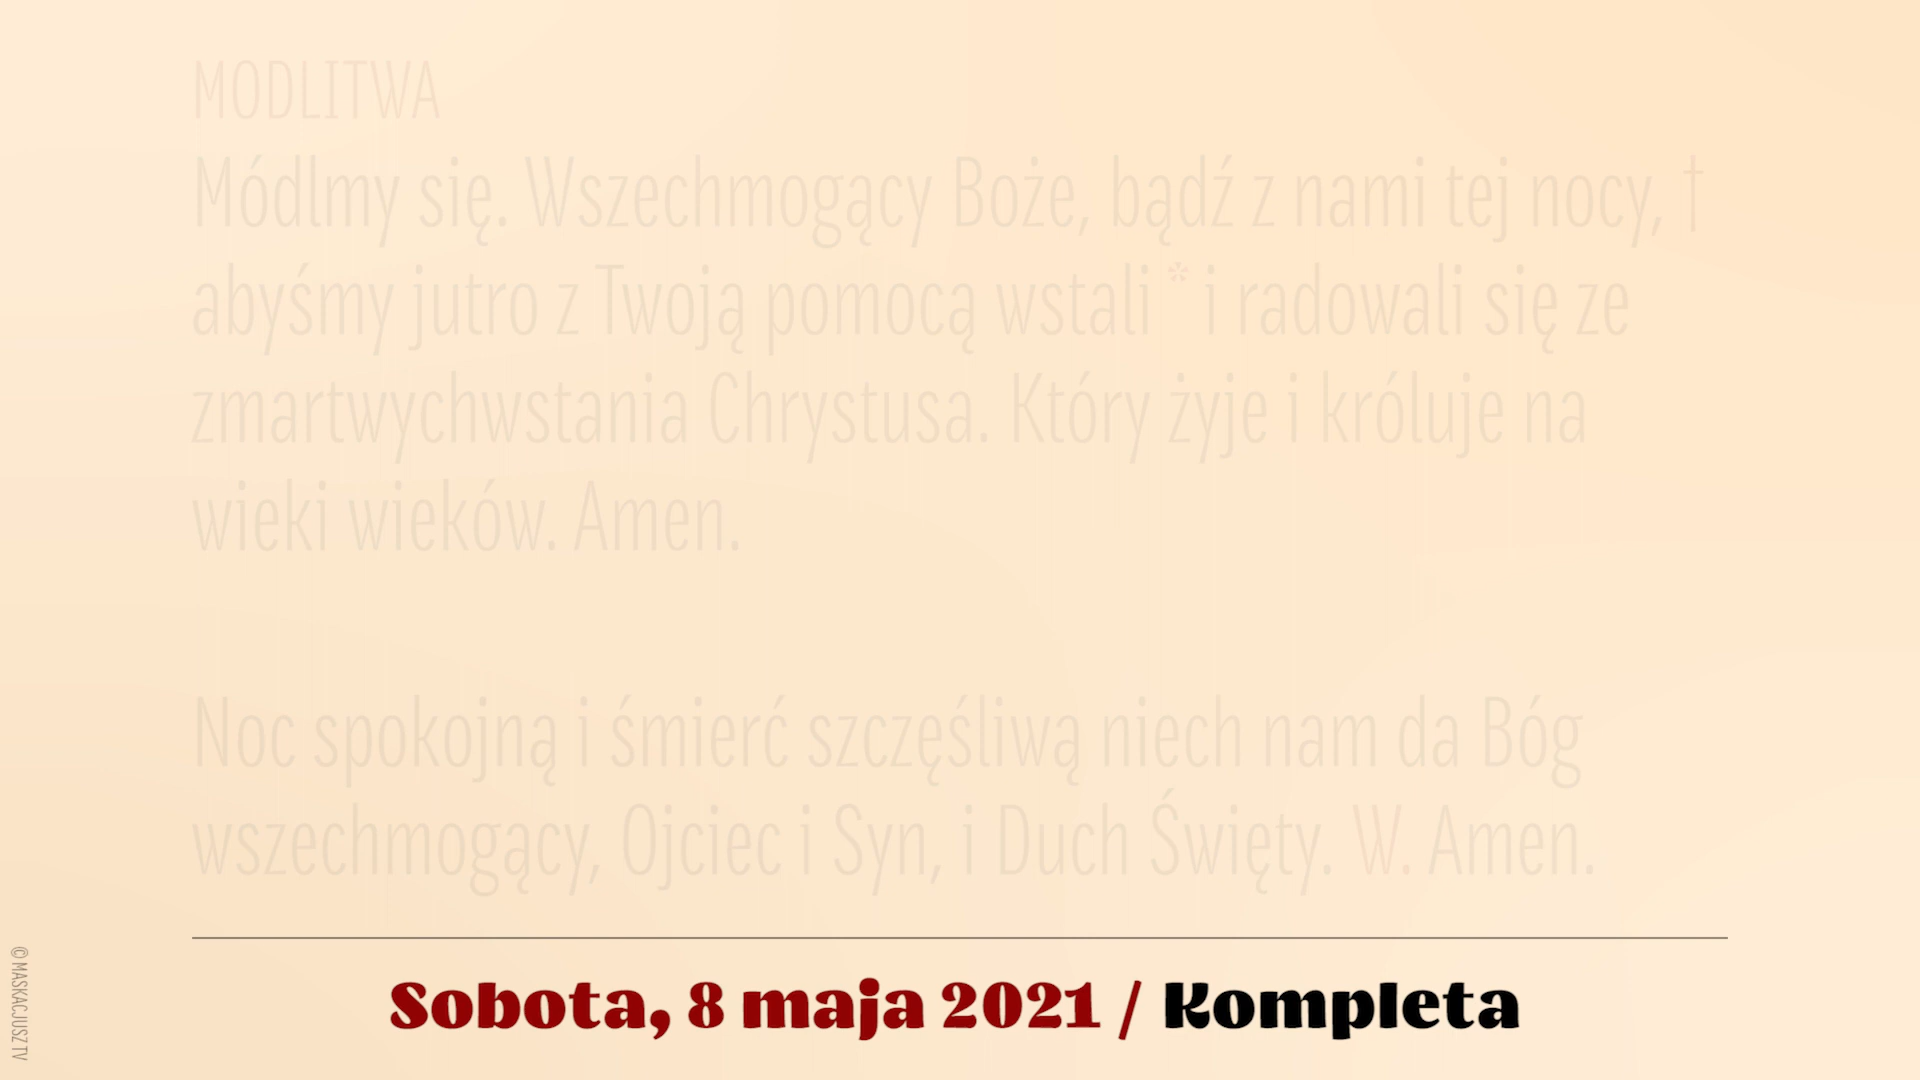 MODLITWA
Módlmy się. Wszechmogący Boże, bądź z nami tej nocy, †
abyśmy jutro z Twoją pomocą wstali * i radowali się ze
zmartwychwstania Chrystusa. Który żyje i króluje na
wieki wieków. Amen.
Noc spokojną i śmierć szczęśliwą niech nam da Bóg
wszechmogący, Ojciec i Syn, i Duch Święty. W. Amen.
Sobota, 8 maja 2021 / Kompleta
© MASKACJUSZ TV